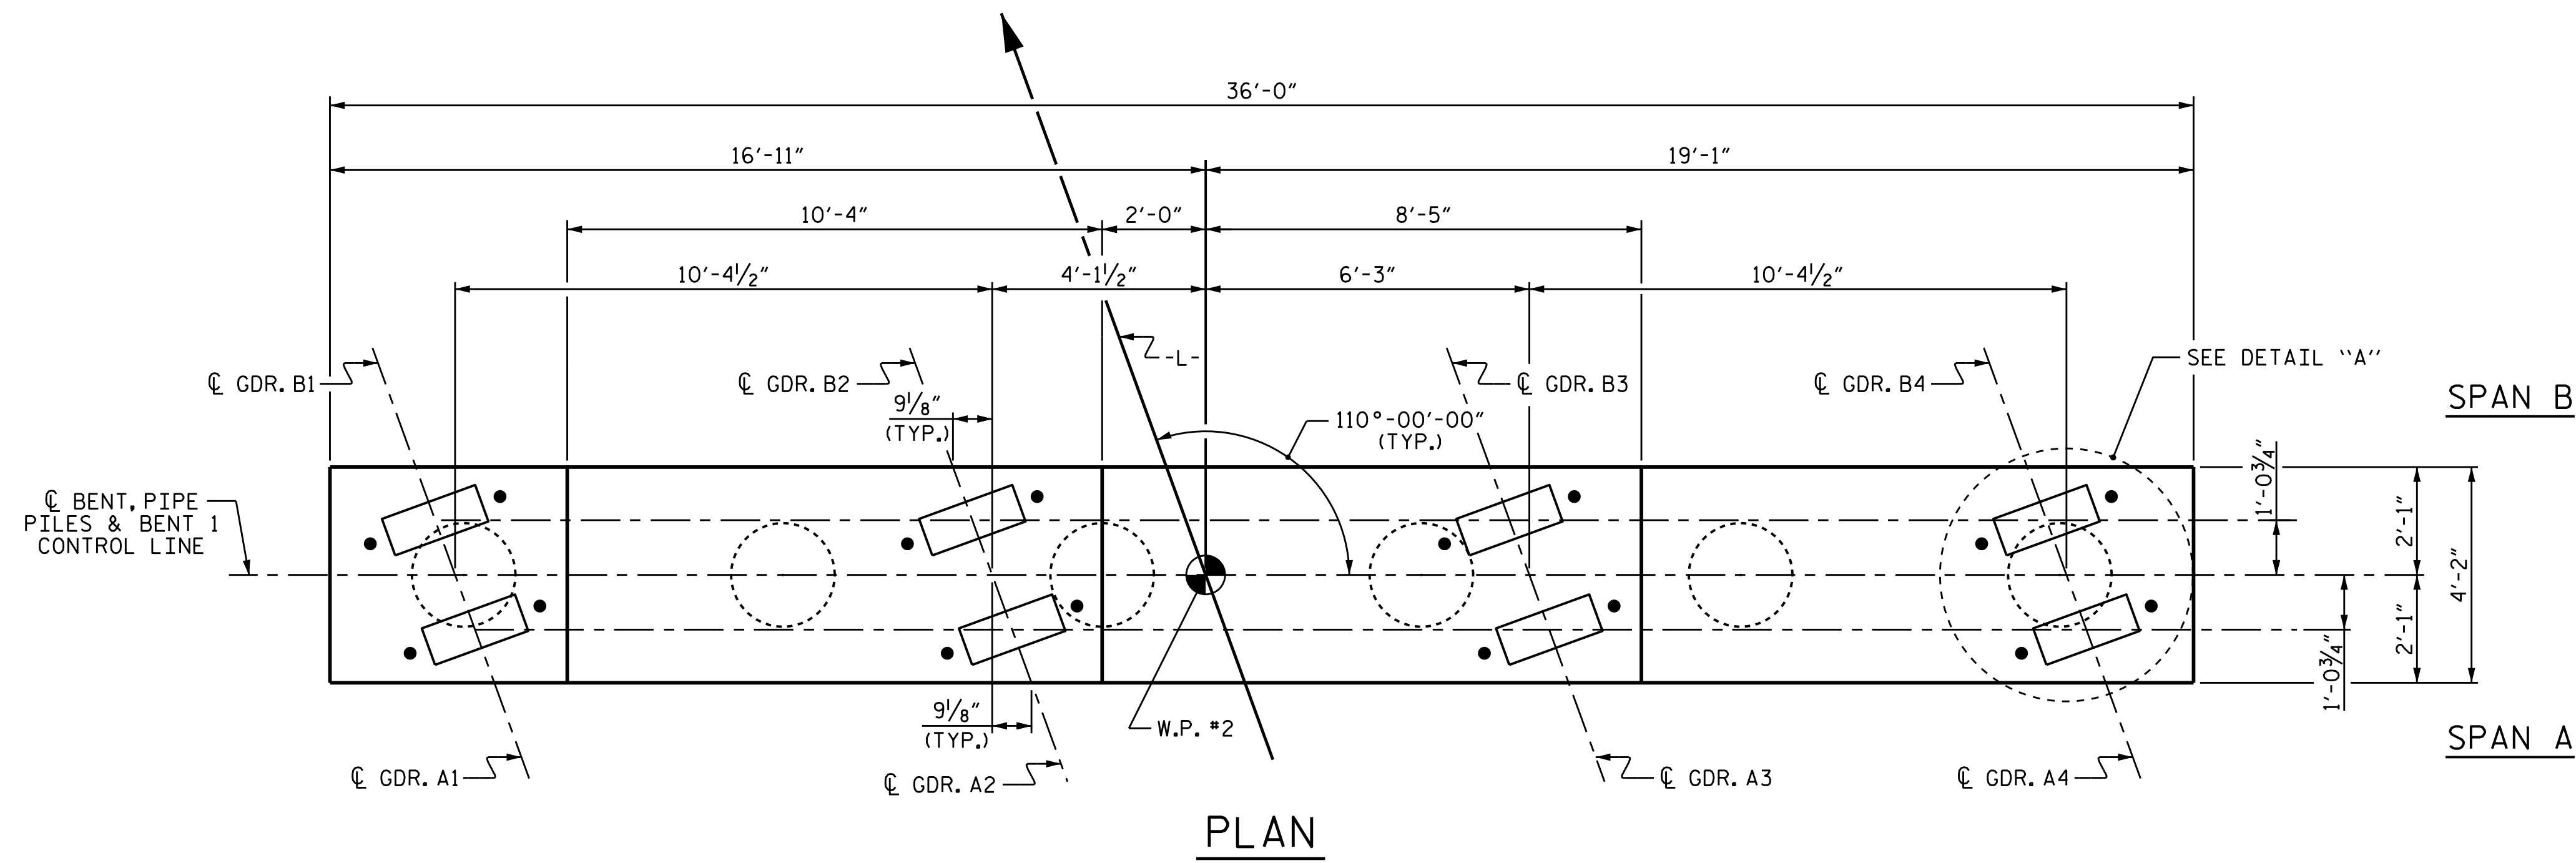 36'-0"
16'-11"
19'-1"
10'-4"
2'-0"
8'-5"
10'-4½"
4'-1½"
6'-3"
10'-4½"
-L-
SEE DETAIL "A"
℄ GDR. B1
℄ GDR. B2
℄ GDR. B3
℄ GDR. B4
SPAN B
9⅛"
(TYP.)
110°-00'-00"
(TYP.)
℄ BENT, PIPE
PILES & BENT 1
CONTROL LINE
1'-0¾"
2'-1"
4'-2"
2'-1"
1'-0¾"
9⅛"
(TYP.)
W.P. #2
SPAN A
℄ GDR. A1
℄ GDR. A2
℄ GDR. A3
℄ GDR. A4
PLAN